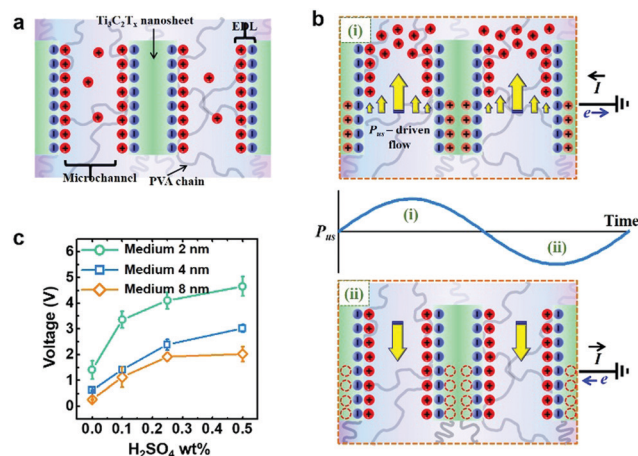 a
Ti₃C₂Tₓ nanosheet
EDL
Microchannel
PVA chain
b
(i)
I
e
P_us – driven
flow
P_us
(i)
Time
(ii)
(ii)
I
e
c
Medium 2 nm
Medium 4 nm
Medium 8 nm
Voltage (V)
6
5
4
3
2
1
0
0.0 0.1 0.2 0.3 0.4 0.5
H₂SO₄ wt%